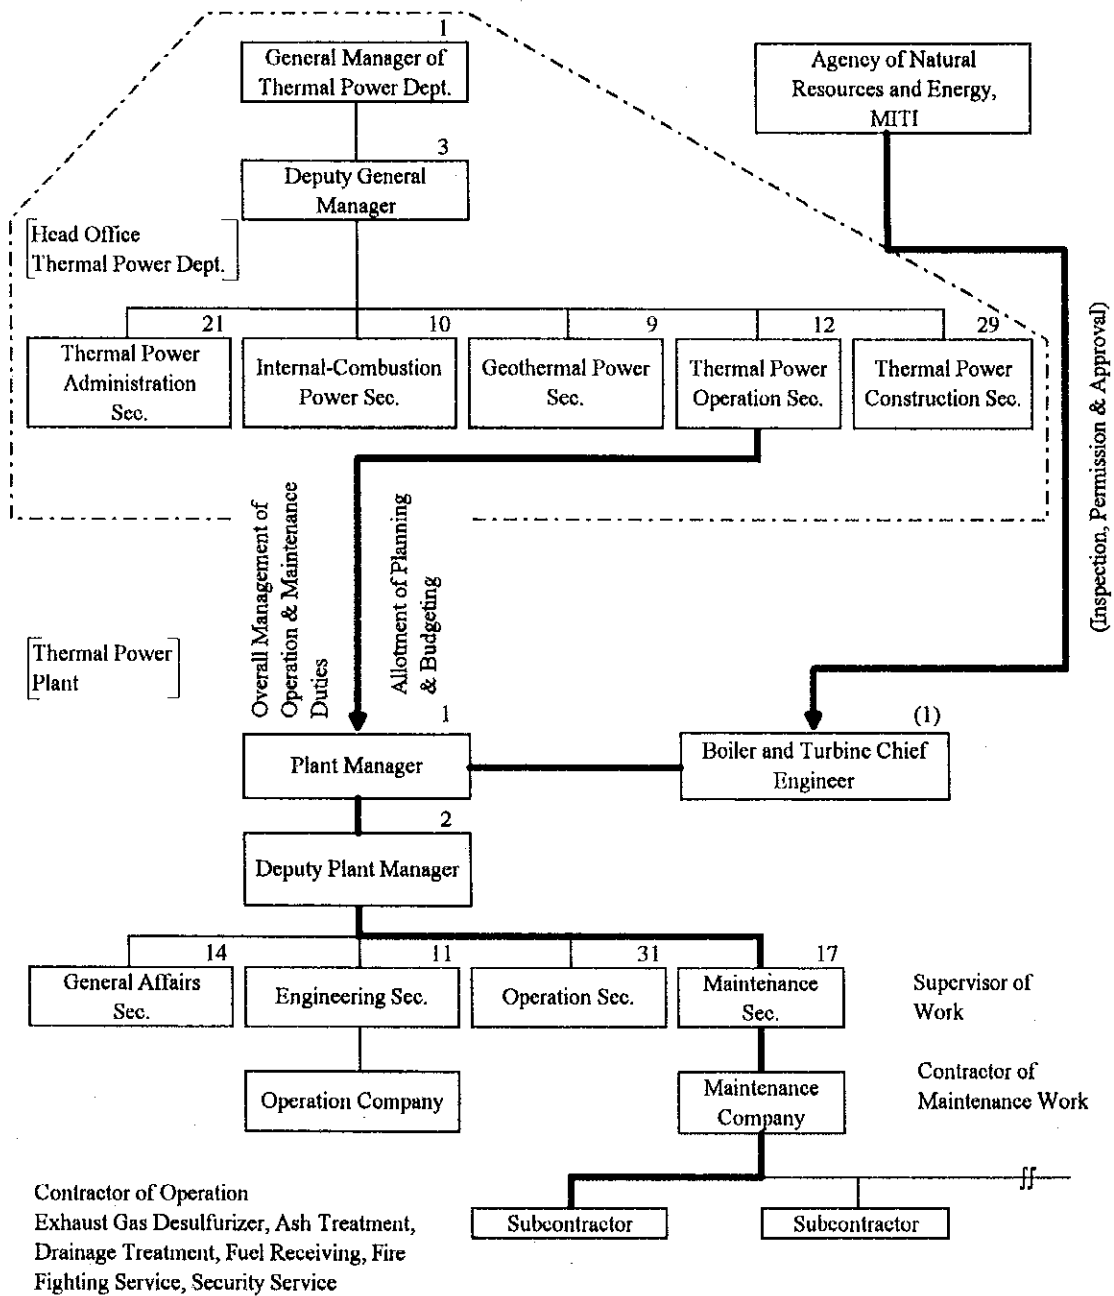 1
General Manager of
Thermal Power Dept.
Agency of Natural
Resources and Energy,
MITI
3
Deputy General
Manager
Head Office
Thermal Power Dept.
21
Thermal Power
Administration
Sec.
10
Internal-Combustion
Power Sec.
9
Geothermal Power
Sec.
12
Thermal Power
Operation Sec.
29
Thermal Power
Construction Sec.
(Inspection, Permission & Approval)
Overall Management of
Operation & Maintenance
Duties
Allotment of Planning
& Budgeting
Thermal Power
Plant
1
Plant Manager
(1)
Boiler and Turbine Chief
Engineer
2
Deputy Plant Manager
14
General Affairs
Sec.
11
Engineering Sec.
31
Operation Sec.
17
Maintenance
Sec.
Supervisor of
Work
Operation Company
Maintenance
Company
Contractor of
Maintenance Work
Subcontractor
Subcontractor
Contractor of Operation
Exhaust Gas Desulfurizer, Ash Treatment,
Drainage Treatment, Fuel Receiving, Fire
Fighting Service, Security Service